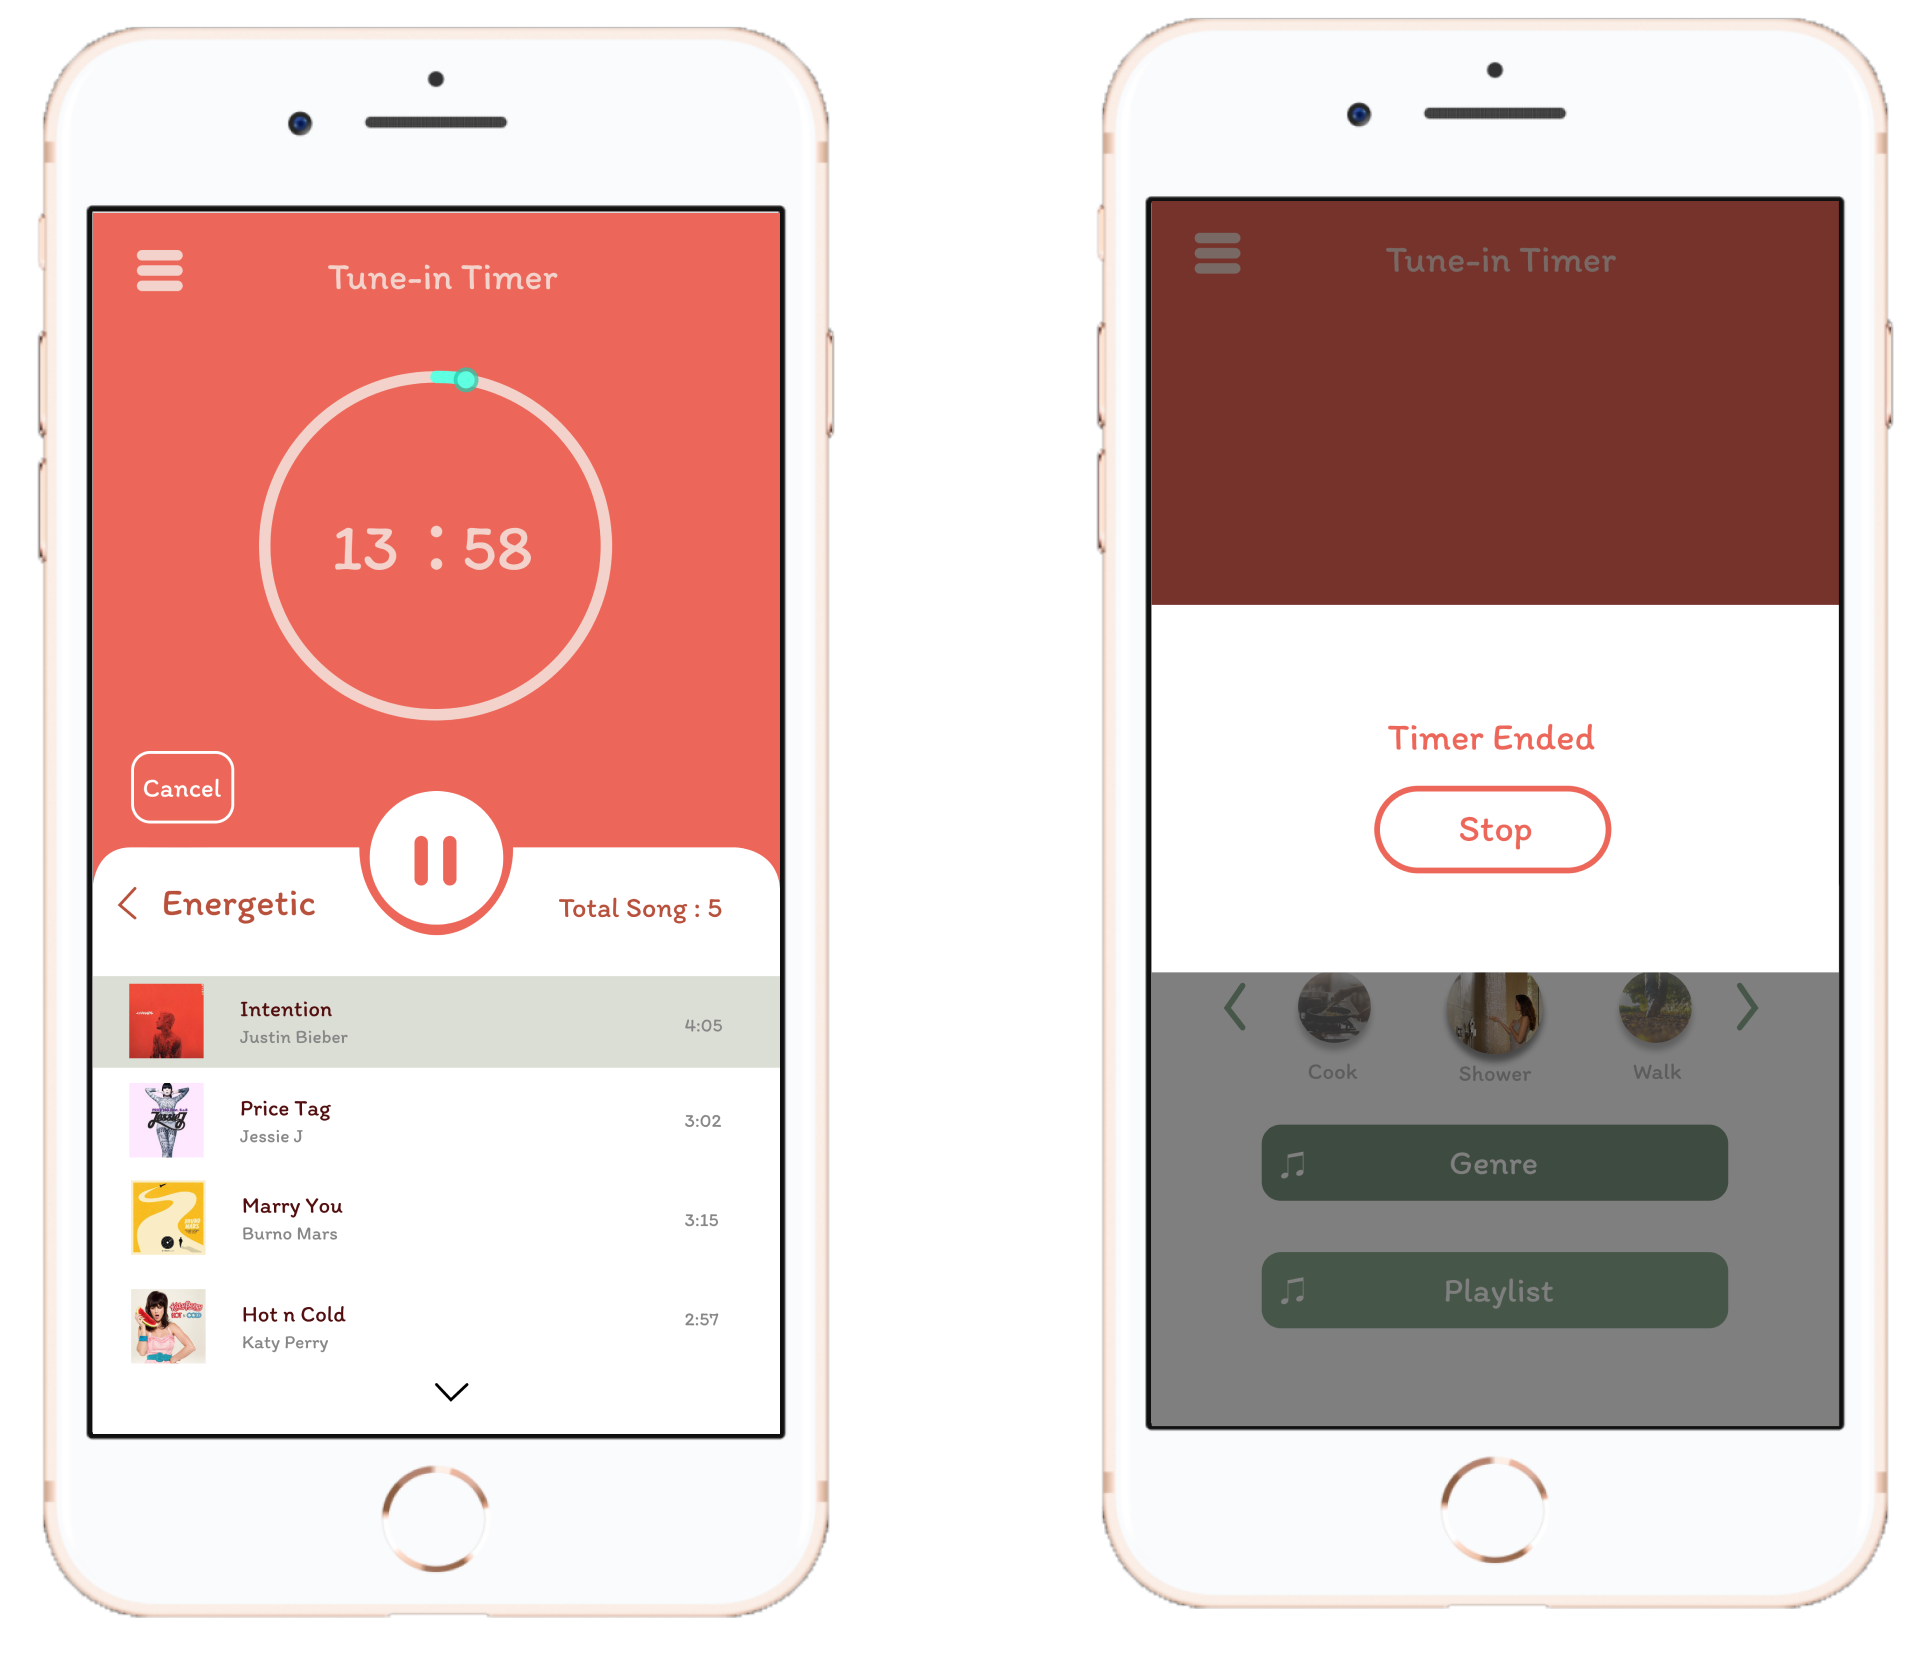 Tune-in Timer
13 : 58
Cancel
Energetic
Total Song : 5
Intention
Justin Bieber
4:05
Price Tag
Jessie J
3:02
Marry You
Burno Mars
3:15
Hot n Cold
Katy Perry
2:57
Tune-in Timer
Timer Ended
Stop
Cook
Shower
Walk
Genre
Playlist